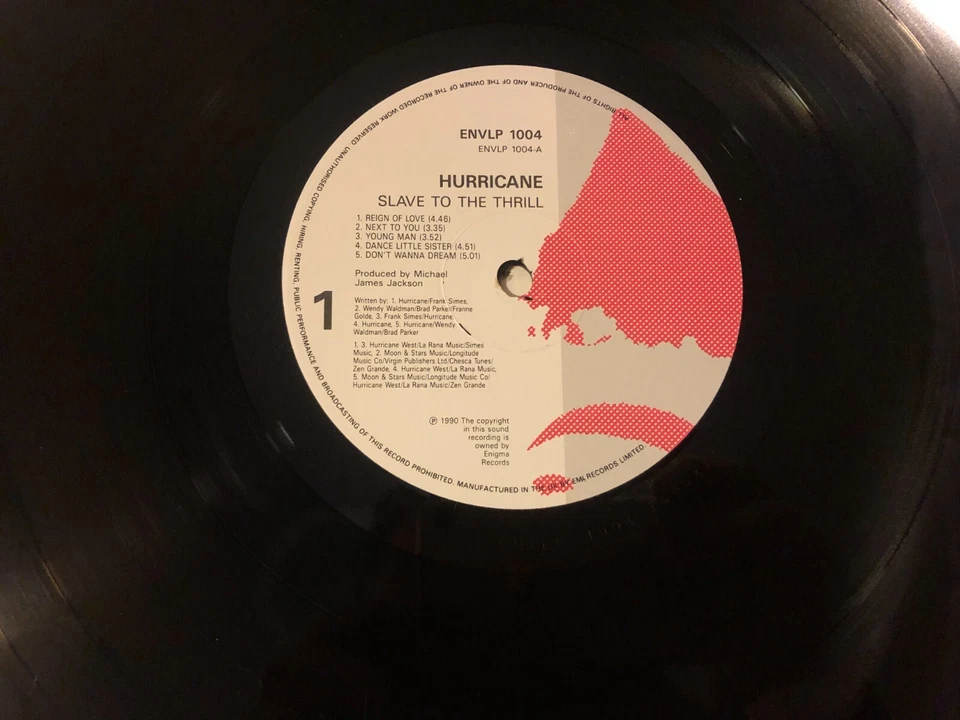 ENVLP 1004
ENVLP 1004-A
HURRICANE
SLAVE TO THE THRILL
1. REIGN OF LOVE (4.46)
2. NEXT TO YOU (3.35)
3. YOUNG MAN (3.52)
4. DANCE LITTLE SISTER (4.51)
5. DON'T WANNA DREAM (5.01)
Produced by Michael
James Jackson
1
Written by: 1. Hurricane/Frank Simes,
2. Wendy Waldman/Brad Parker/Franne
Golde, 3. Frank Simes/Hurricane,
4. Hurricane, 5. Hurricane/Wendy
Waldman/Brad Parker
1. 3. Hurricane West/La Rana Music/Simes
Music, 2. Moon & Stars Music/Longitude
Music Co/Virgin Publishers Ltd/Chesca Tunes/
Zen Grande, 4. Hurricane West/La Rana Music,
5. Moon & Stars Music/Longitude Music Co/
Hurricane West/La Rana Music/Zen Grande
℗ 1990 The copyright
in this sound
recording is
owned by
Enigma
Records
RIGHTS OF THE PRODUCER AND OF THE OWNER OF THE RECORDED WORK RESERVED. UNAUTHORISED COPYING, HIRING, RENTING, PUBLIC PERFORMANCE AND BROADCASTING OF THIS RECORD PROHIBITED. MANUFACTURED IN THE BY EMI RECORDS LIMITED